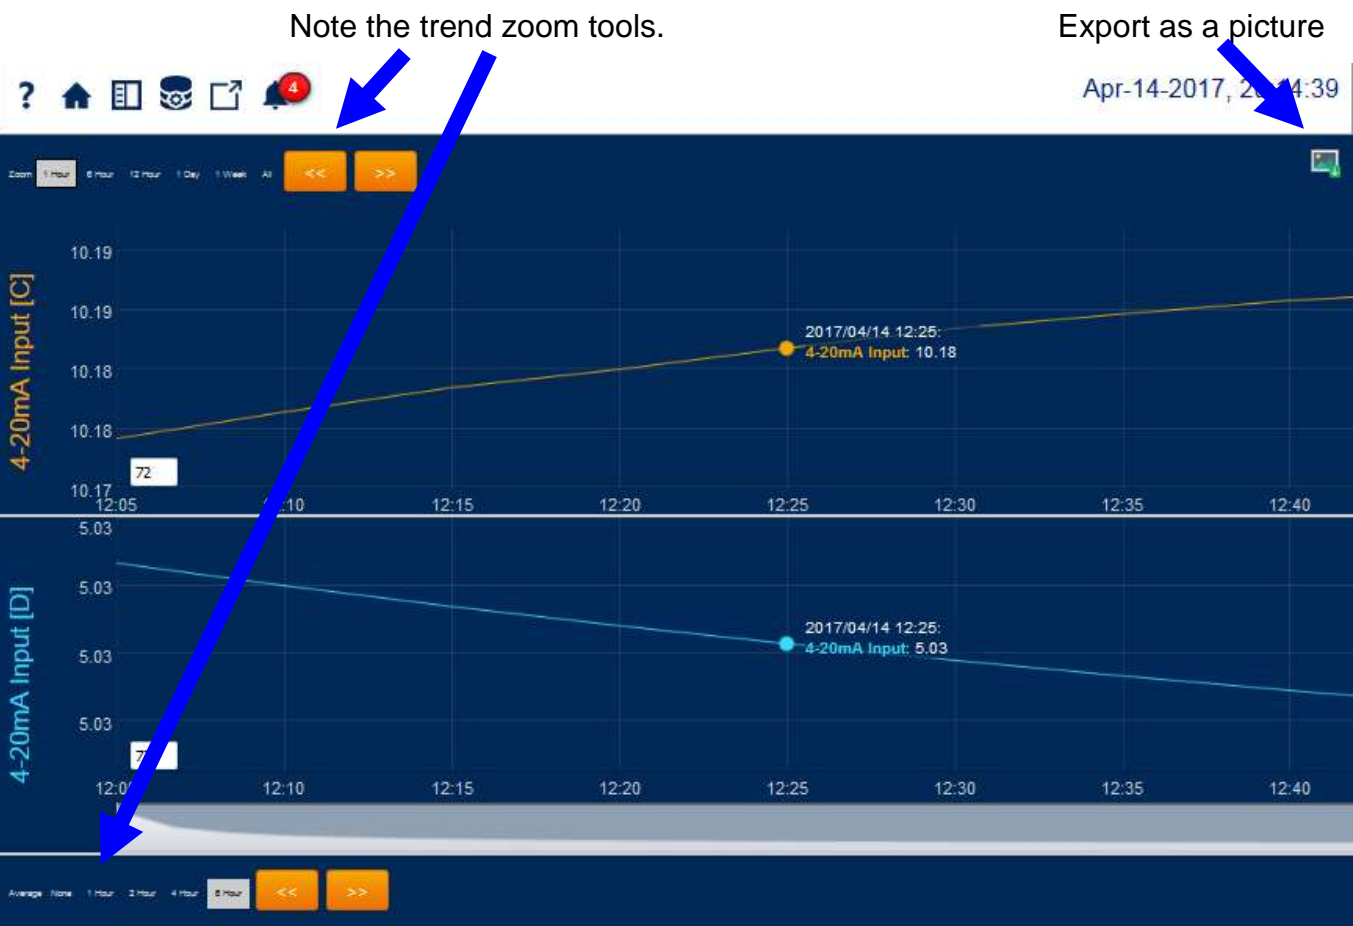 Note the trend zoom tools.
Export as a picture
?
4
Apr-14-2017,
4:39
Zoom 1 Hour 6 Hour 12 Hour 1 Day 1 Week All << >>
4-20mA Input [C]
10.19
10.19
2017/04/14 12:25:
4-20mA Input: 10.18
10.18
10.18
72
10.17
12:05 :10 12:15 12:20 12:25 12:30 12:35 12:40
4-20mA Input [D]
5.03
5.03
2017/04/14 12:25:
4-20mA Input: 5.03
5.03
5.03
12:0 12:10 12:15 12:20 12:25 12:30 12:35 12:40
Average None 1 Hour 2 Hour 4 Hour << >>